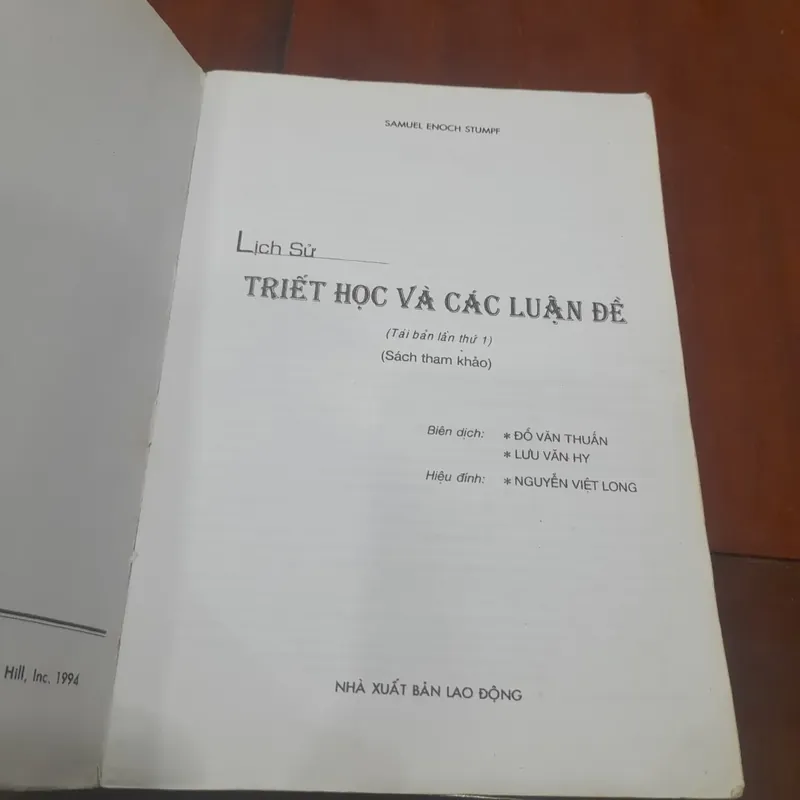 Hill, Inc. 1994
SAMUEL ENOCH STUMPF
Lịch Sử
TRIẾT HỌC VÀ CÁC LUẬN ĐỀ
(Tái bản lần thứ 1)
(Sách tham khảo)
Biên dịch: * ĐỖ VĂN THUẤN
* LƯU VĂN HY
Hiệu đính: * NGUYỄN VIỆT LONG
NHÀ XUẤT BẢN LAO ĐỘNG